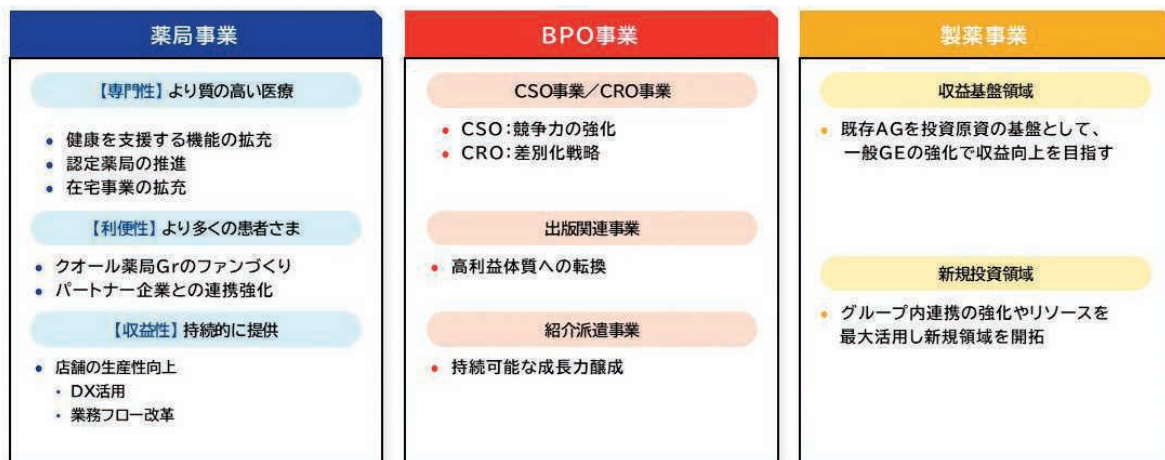 薬局事業
【専門性】より質の高い医療
• 健康を支援する機能の拡充
• 認定薬局の推進
• 在宅事業の拡充
【利便性】より多くの患者さま
• クオール薬局Grのファンづくり
• パートナー企業との連携強化
【収益性】持続的に提供
• 店舗の生産性向上
・ DX活用
・ 業務フロー改革
BPO事業
CSO事業／CRO事業
• CSO：競争力の強化
• CRO：差別化戦略
出版関連事業
• 高利益体質への転換
紹介派遣事業
• 持続可能な成長力醸成
製薬事業
収益基盤領域
• 既存AGを投資原資の基盤として、
一般GEの強化で収益向上を目指す
新規投資領域
• グループ内連携の強化やリソースを
最大活用し新規領域を開拓